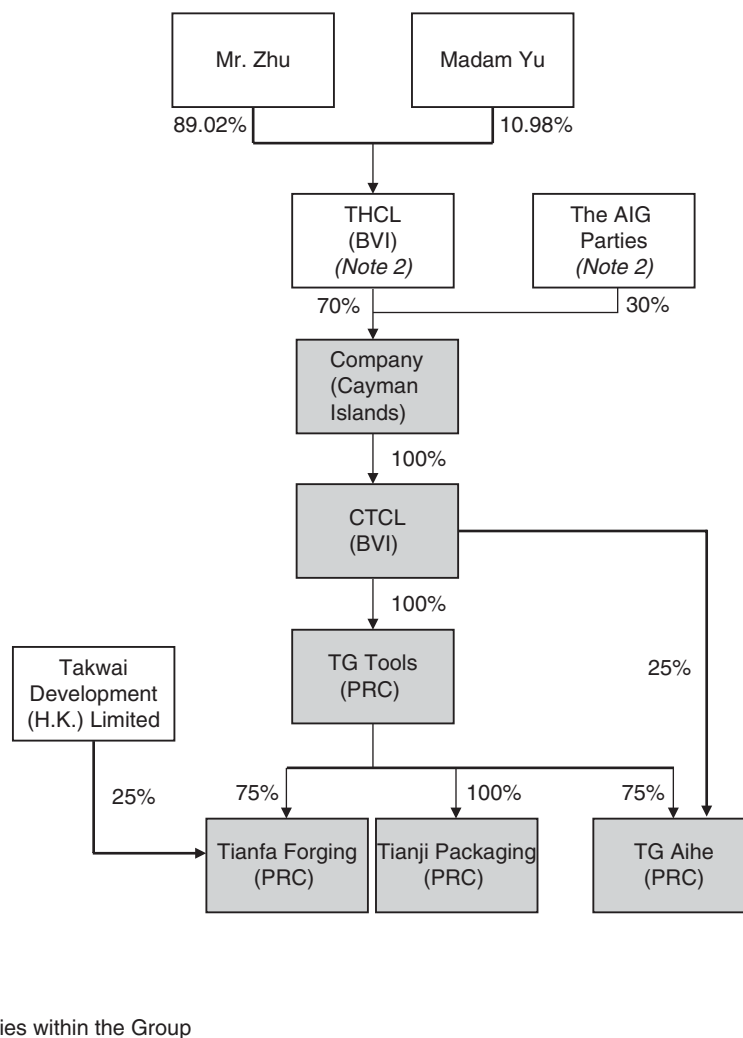 Mr. Zhu
Madam Yu
89.02%
10.98%
THCL
(BVI)
(Note 2)
The AIG
Parties
(Note 2)
70%
30%
Company
(Cayman
Islands)
100%
CTCL
(BVI)
100%
TG Tools
(PRC)
25%
Takwai
Development
(H.K.) Limited
25%
75%
100%
75%
Tianfa Forging
(PRC)
Tianji Packaging
(PRC)
TG Aihe
(PRC)
ies within the Group